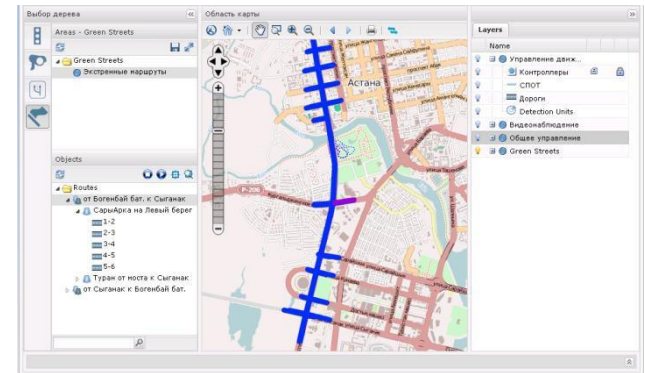 Выбор дерева
Areas - Green Streets
Green Streets
Экстренные маршруты
Objects
Routes
от Богенбай бат. к Сыганак
СарыАрка на Левый берег
1-2
2-3
3-4
4-5
5-6
Туран от моста к Сыганак
от Сыганак к Богенбай бат.
Область карты
Астана
Р-206
Layers
Name
Управление движ...
Контроллеры
СПОТ
Дороги
Detection Units
Видеонаблюдение
Общее управление
Green Streets